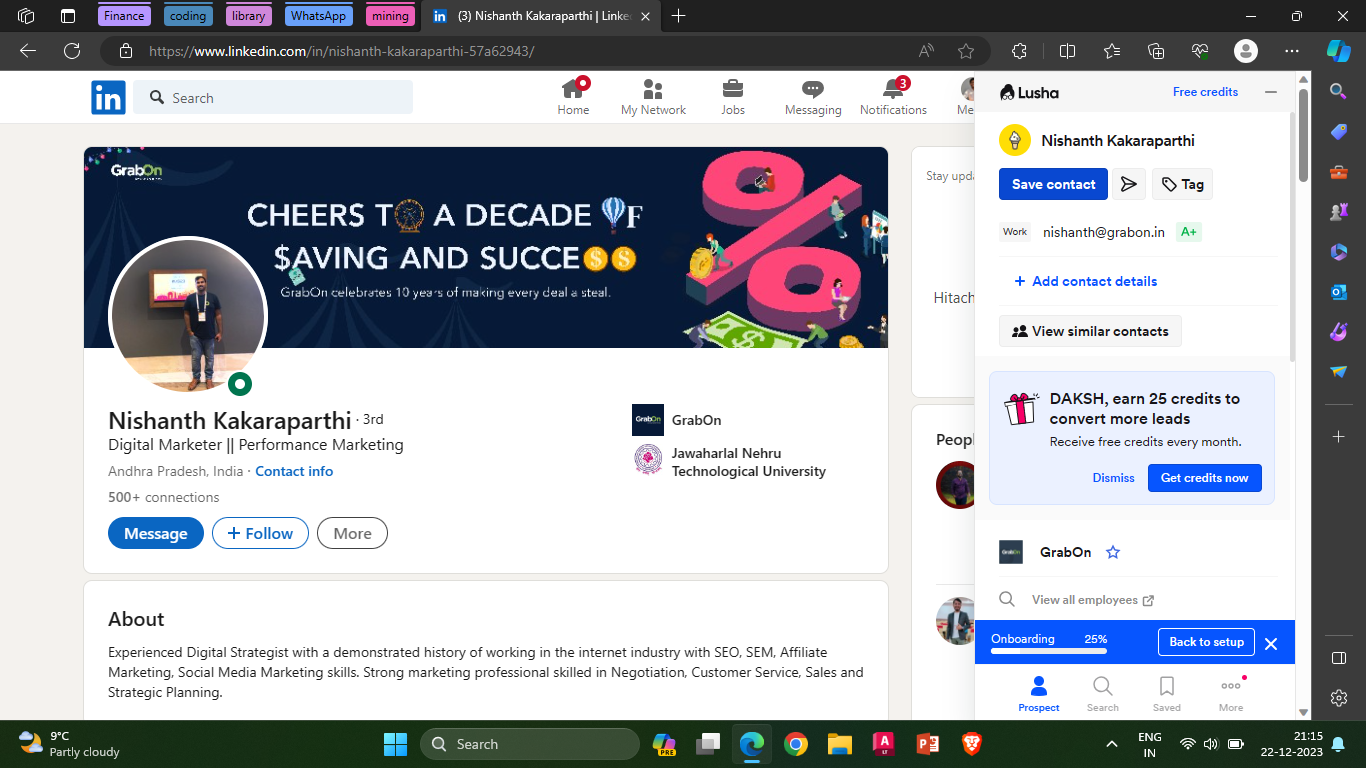 Finance
coding
library
WhatsApp
mining
(3) Nishanth Kakaraparthi | Linke
https://www.linkedin.com/in/nishanth-kakaraparthi-57a62943/
in
Search
Home
My Network
Jobs
Messaging
3
Notifications
Me
GrabOn
CHEERS TO A DECADE OF
$AVING AND SUCCE$$
GrabOn celebrates 10 years of making every deal a steal.
Nishanth Kakaraparthi · 3rd
Digital Marketer || Performance Marketing
Andhra Pradesh, India · Contact info
500+ connections
Message
+ Follow
More
GrabOn
Jawaharlal Nehru
Technological University
About
Experienced Digital Strategist with a demonstrated history of working in the internet industry with SEO, SEM, Affiliate
Marketing, Social Media Marketing skills. Strong marketing professional skilled in Negotiation, Customer Service, Sales and
Strategic Planning.
Stay upda
Hitach
Peopl
Lusha
Free credits
Nishanth Kakaraparthi
Save contact
Tag
Work nishanth@grabon.in A+
+ Add contact details
View similar contacts
DAKSH, earn 25 credits to
convert more leads
Receive free credits every month.
Dismiss
Get credits now
GrabOn
View all employees
Onboarding 25%
Back to setup
Prospect
Search
Saved
More
9°C
Partly cloudy
Search
PRE
ENG
IN
21:15
22-12-2023